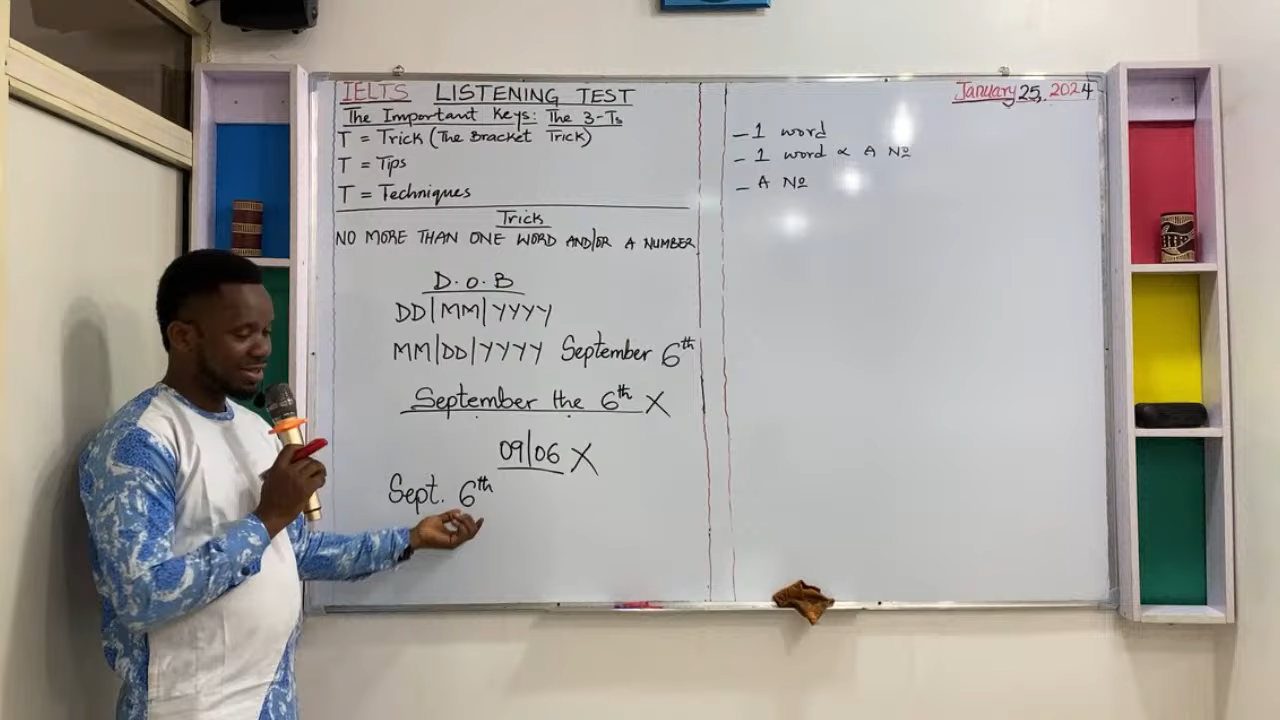 IELTS LISTENING TEST
The Important Keys: The 3-Ts
T = Trick (The Bracket Trick)
T = Tips
T = Techniques
Trick
NO MORE THAN ONE WORD AND/OR A NUMBER
D.O.B
DD|MM|YYYY
MM|DD|YYYY September 6th
September the 6th X
09|06 X
Sept. 6th
January 25, 2024
- 1 word
- 1 word & A No
- A No